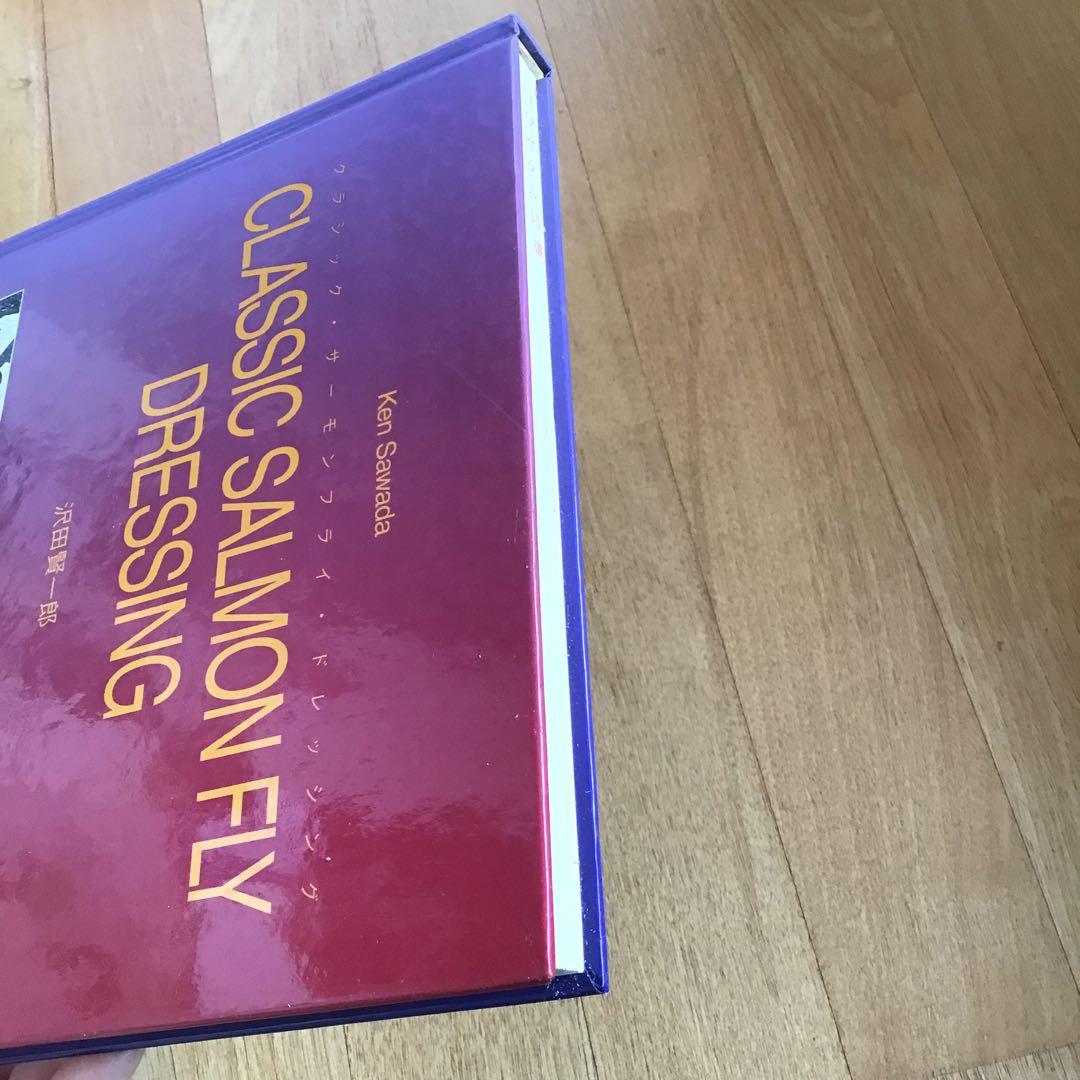 Ken Sawada
クラシック・サーモンフライ・ドレッシング
CLASSIC SALMON FLY
DRESSING
沢田賢一郎